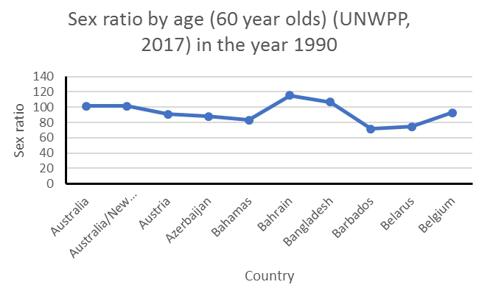 Sex ratio by age (60 year olds) (UNWPP,
2017) in the year 1990
140
120
100
80
60
40
20
0
Sex ratio
Australia
Australia/New...
Austria
Azerbaijan
Bahamas
Bahrain
Bangladesh
Barbados
Belarus
Belgium
Country